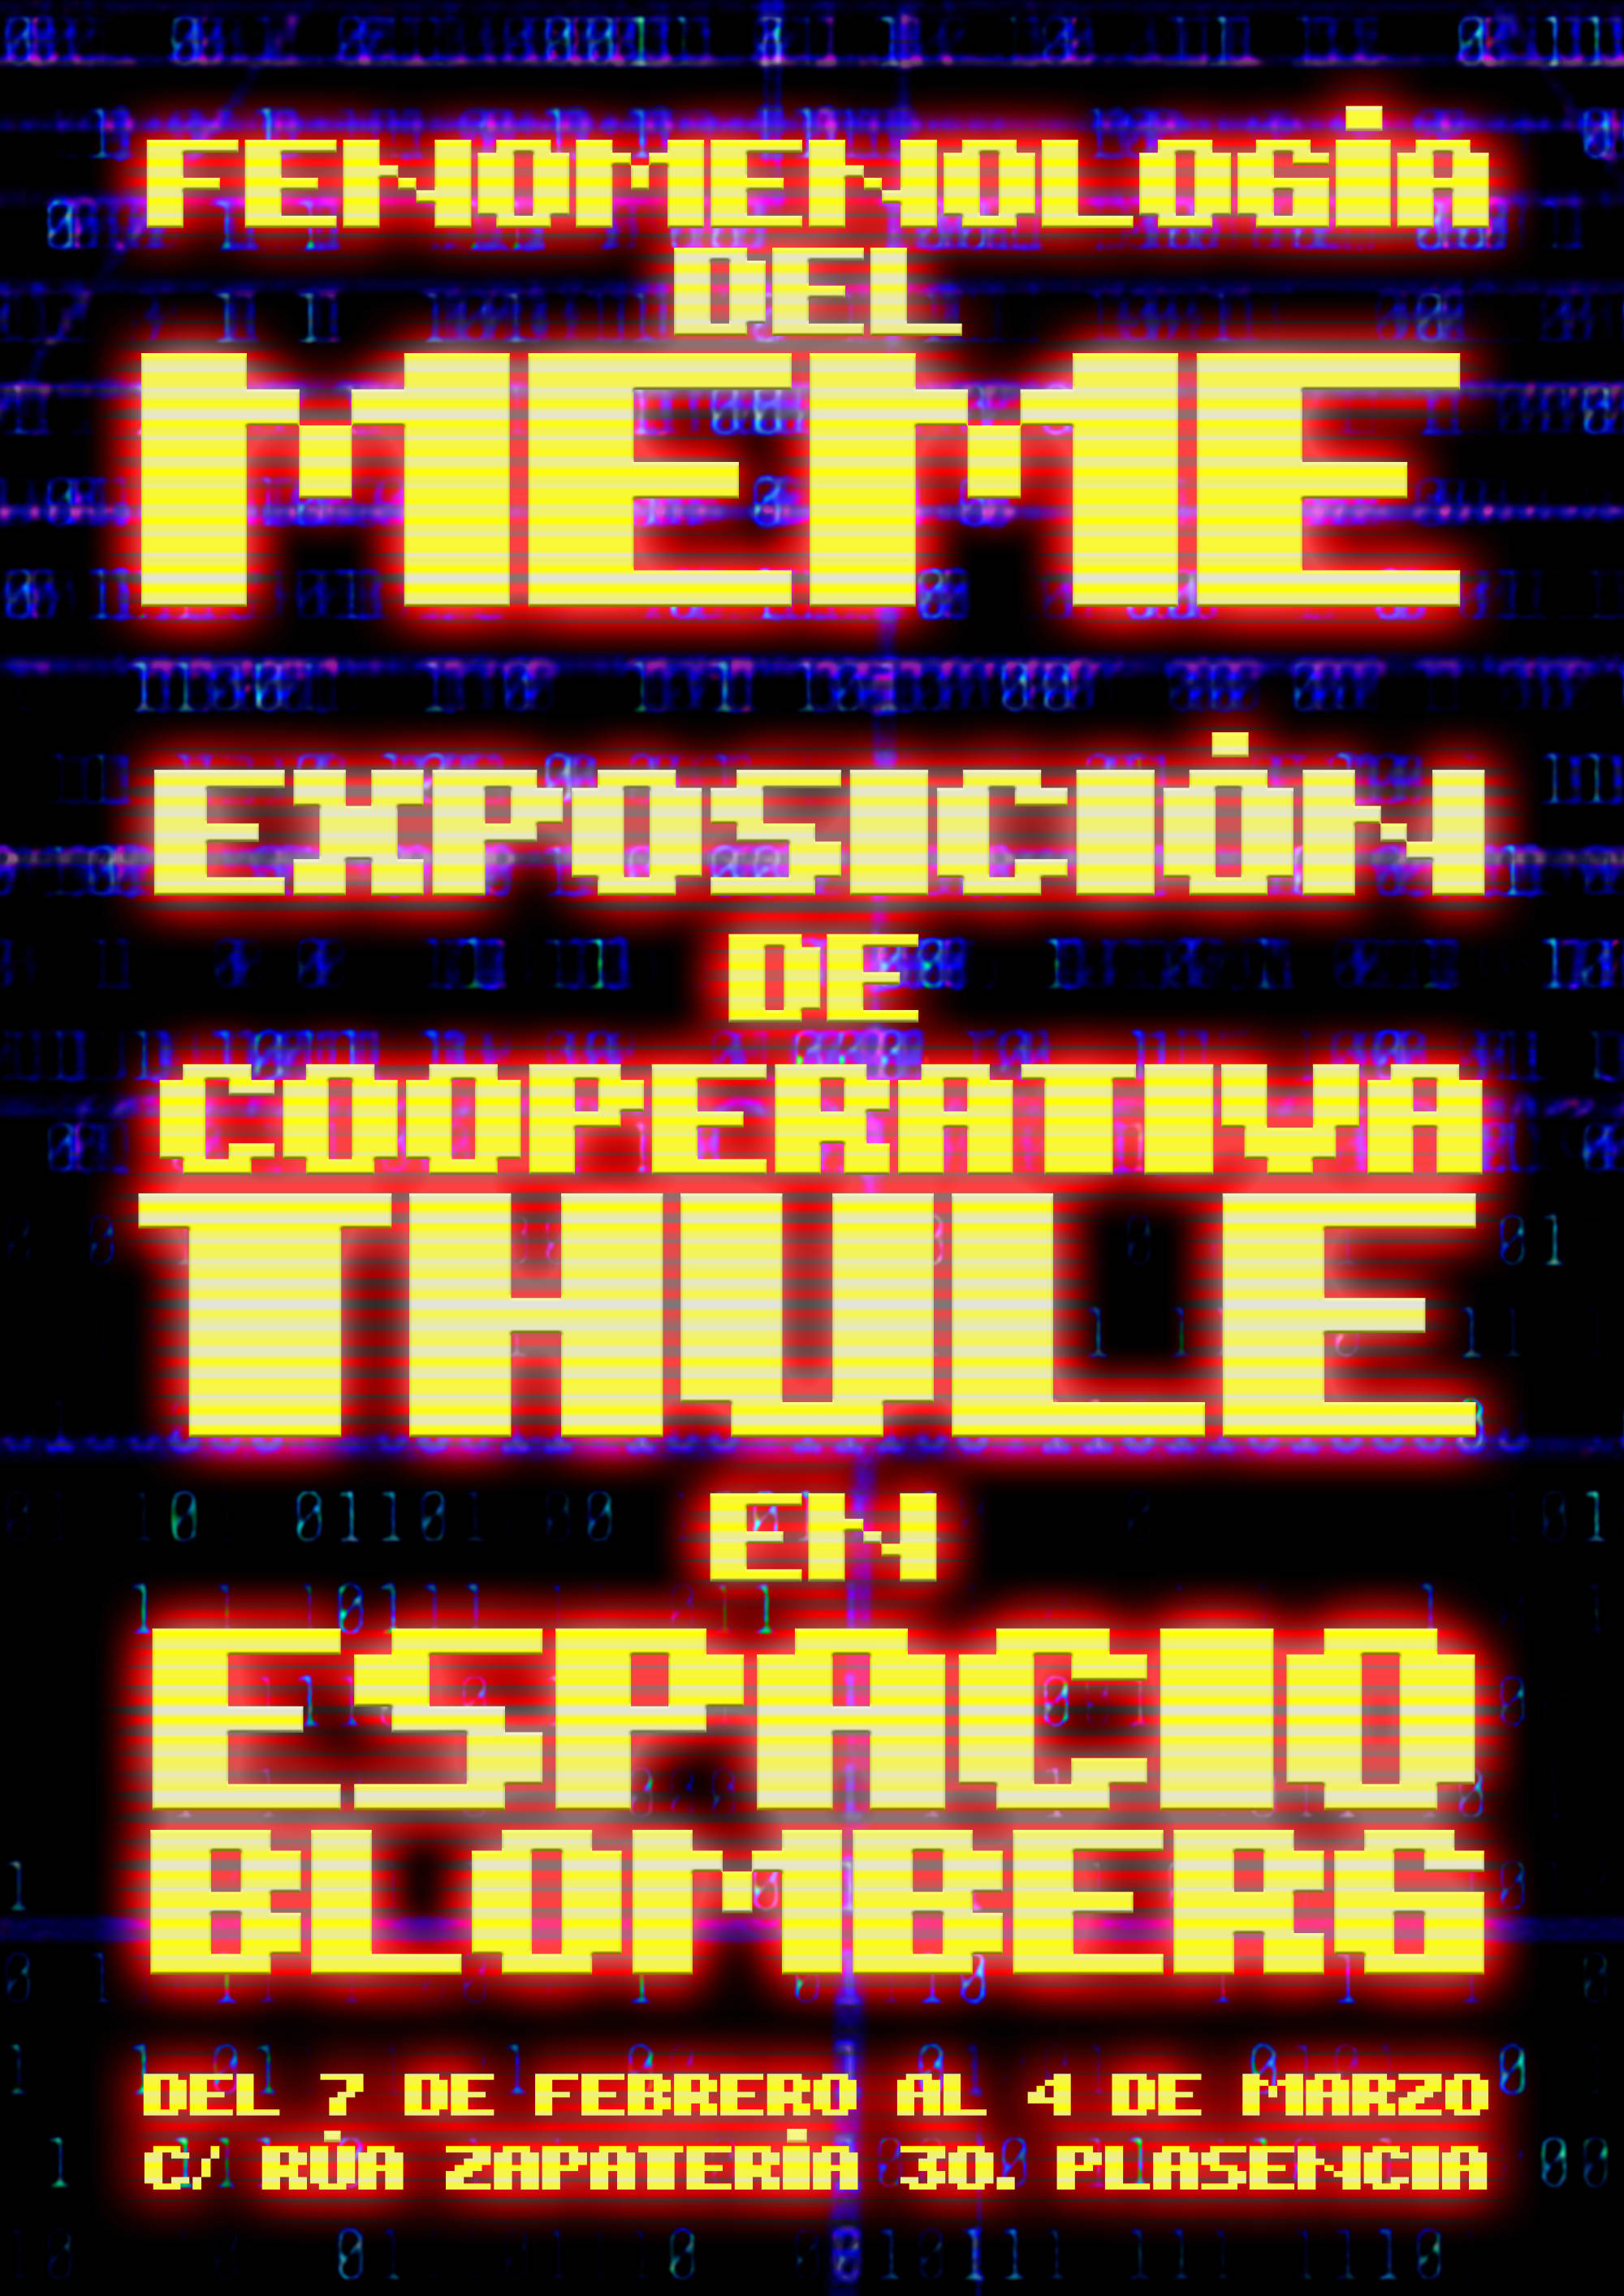 FENOMENOLOGÍA
DEL
MEME
EXPOSICIÓN
DE
COOPERATIVA
THULE
EN
ESPACIO
BLOMBERG
DEL 7 DE FEBRERO AL 4 DE MARZO
C/ RÚA ZAPATERÍA 30. PLASENCIA